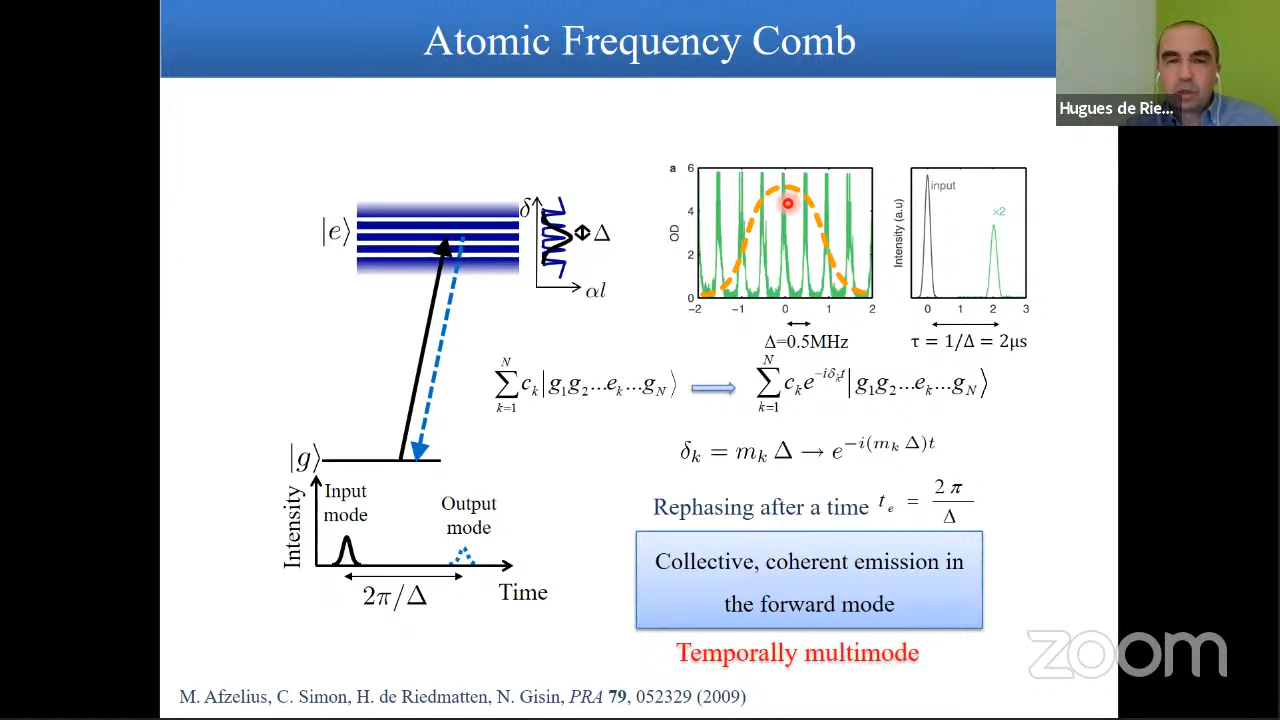 Atomic Frequency Comb
Hugues de Rie...
|e⟩
δ
Δ
αl
|g⟩
Intensity
Input
mode
Output
mode
2π/Δ
Time
a
OD
6
4
2
0
−2 −1 0 1 2
Δ=0.5MHz
Intensity (a.u)
input
×2
0 1 2 3
τ = 1/Δ = 2μs
N
∑ c_k |g₁g₂...e_k...g_N⟩
k=1
N
∑ c_k e^{−iδ_k t} |g₁g₂...e_k...g_N⟩
k=1
δ_k = m_k Δ → e^{−i(m_k Δ)t}
Rephasing after a time t_e = 2π/Δ
Collective, coherent emission in
the forward mode
Temporally multimode
M. Afzelius, C. Simon, H. de Riedmatten, N. Gisin, PRA 79, 052329 (2009)
zoom